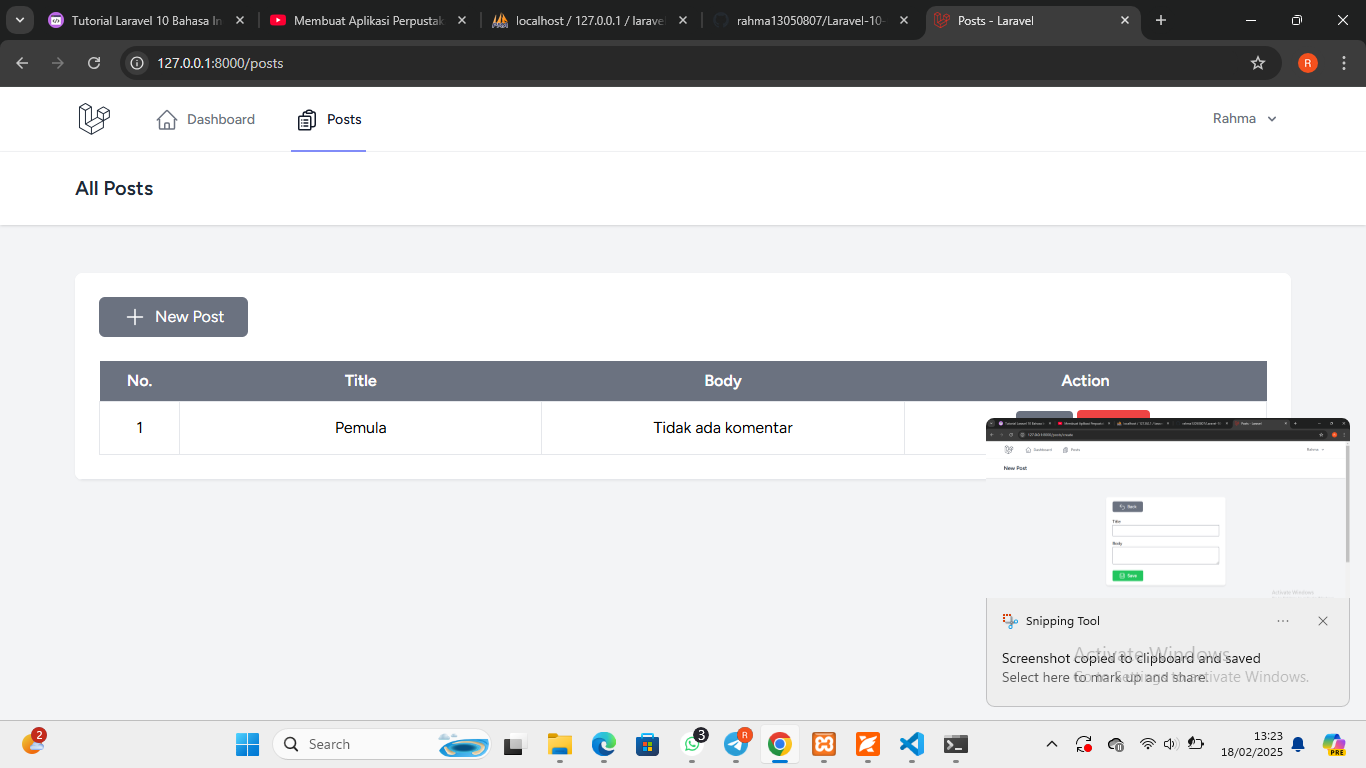 Tutorial Laravel 10 Bahasa In
Membuat Aplikasi Perpustak
localhost / 127.0.0.1 / larave
rahma13050807/Laravel-10-
Posts - Laravel
127.0.0.1:8000/posts
R
Dashboard
Posts
Rahma
All Posts
New Post
No. Title Body Action
1 Pemula Tidak ada komentar
Dashboard
Posts
Rahma
New Post
Back
Title
Body
Save
Snipping Tool
Activate Windows
Screenshot copied to clipboard and saved
Go to Settings to activate Windows.
Select here to mark up and share.
2
Search
3
R
13:23
18/02/2025
PRE